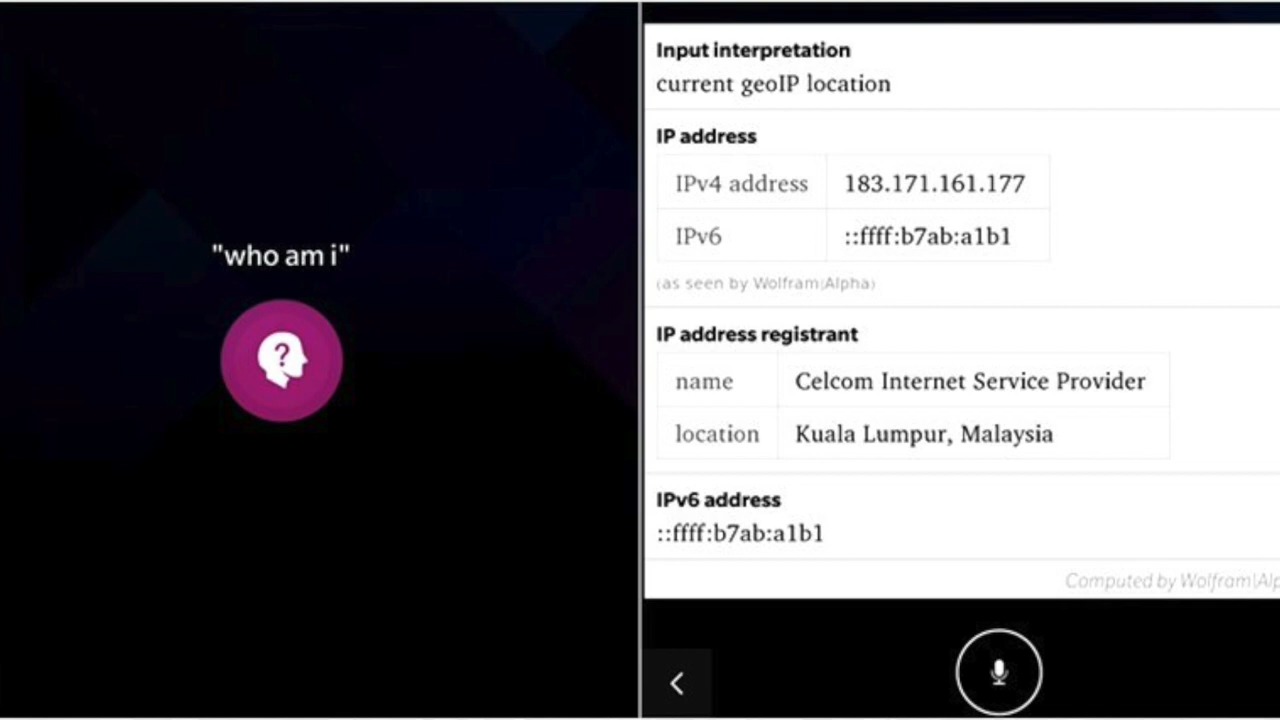 "who am i"
?
Input interpretation
current geoIP location
IP address
IPv4 address 183.171.161.177
IPv6 ::ffff:b7ab:a1b1
(as seen by Wolfram|Alpha)
IP address registrant
name Celcom Internet Service Provider
location Kuala Lumpur, Malaysia
IPv6 address
::ffff:b7ab:a1b1
Computed by Wolfram|Alp